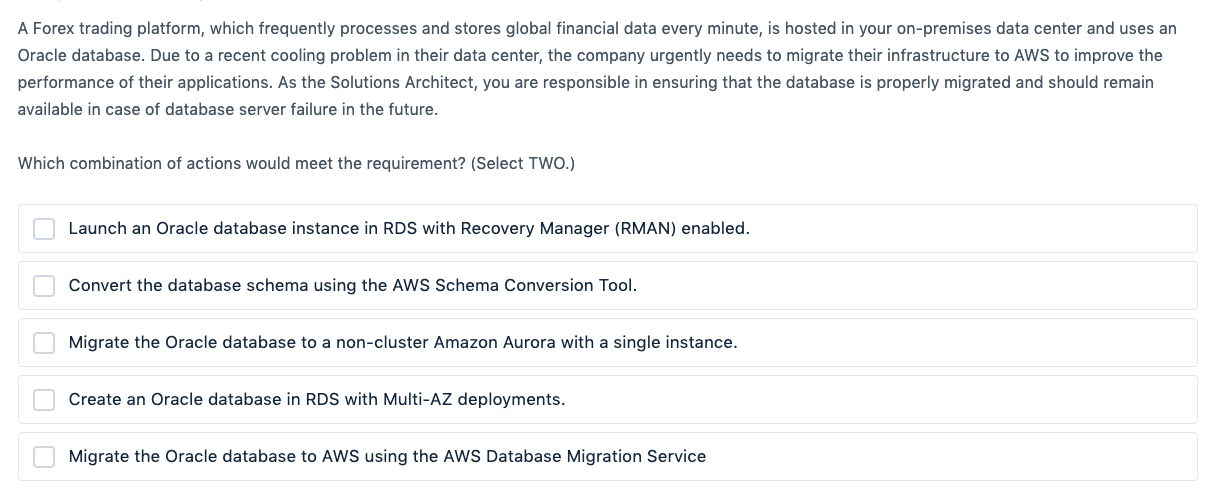 A Forex trading platform, which frequently processes and stores global financial data every minute, is hosted in your on-premises data center and uses an
Oracle database. Due to a recent cooling problem in their data center, the company urgently needs to migrate their infrastructure to AWS to improve the
performance of their applications. As the Solutions Architect, you are responsible in ensuring that the database is properly migrated and should remain
available in case of database server failure in the future.
Which combination of actions would meet the requirement? (Select TWO.)
Launch an Oracle database instance in RDS with Recovery Manager (RMAN) enabled.
Convert the database schema using the AWS Schema Conversion Tool.
Migrate the Oracle database to a non-cluster Amazon Aurora with a single instance.
Create an Oracle database in RDS with Multi-AZ deployments.
Migrate the Oracle database to AWS using the AWS Database Migration Service